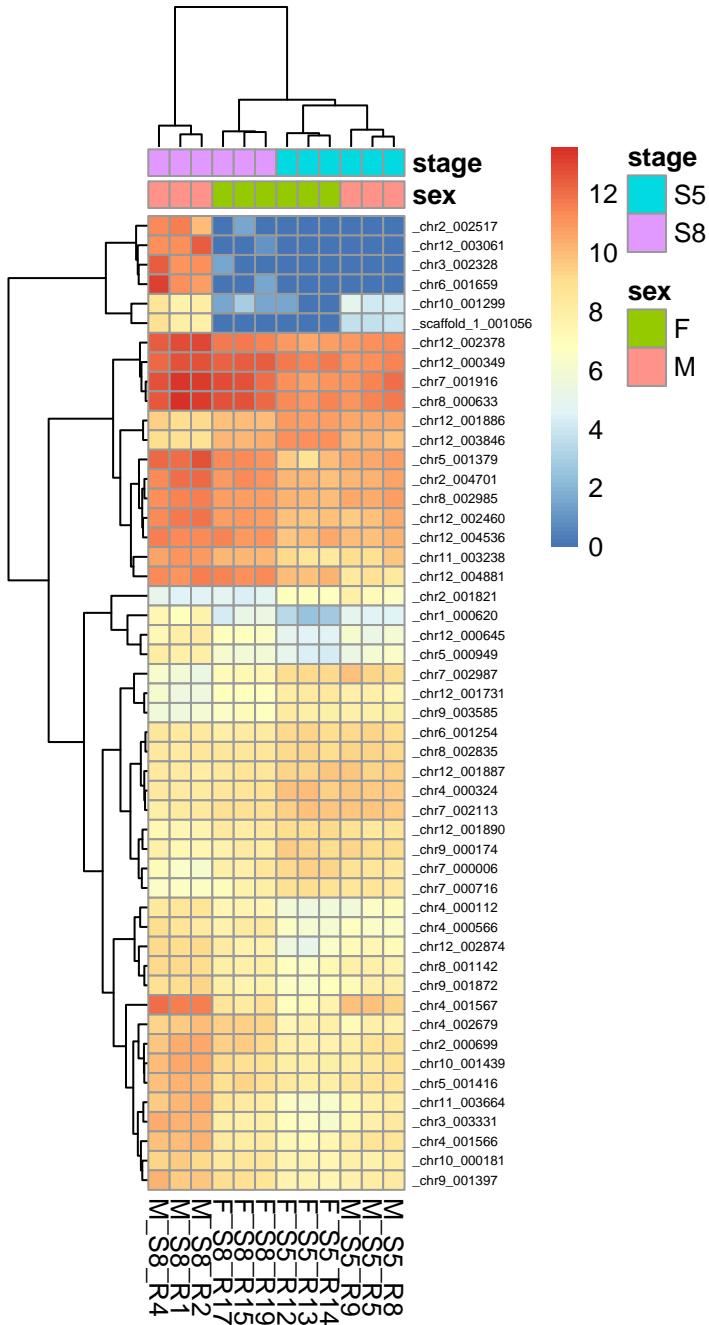 stage
sex
_chr2_002517
_chr12_003061
_chr3_002328
_chr6_001659
_chr10_001299
_scaffold_1_001056
_chr12_002378
_chr12_000349
_chr7_001916
_chr8_000633
_chr12_001886
_chr12_003846
_chr5_001379
_chr2_004701
_chr8_002985
_chr12_002460
_chr12_004536
_chr11_003238
_chr12_004881
_chr2_001821
_chr1_000620
_chr12_000645
_chr5_000949
_chr7_002987
_chr12_001731
_chr9_003585
_chr6_001254
_chr8_002835
_chr12_001887
_chr4_000324
_chr7_002113
_chr12_001890
_chr9_000174
_chr7_000006
_chr7_000716
_chr4_000112
_chr4_000566
_chr12_002874
_chr8_001142
_chr9_001872
_chr4_001567
_chr4_002679
_chr2_000699
_chr10_001439
_chr5_001416
_chr11_003664
_chr3_003331
_chr4_001566
_chr10_000181
_chr9_001397
M_S8_R4
M_S8_R1
M_S8_R2
F_S8_R17
F_S8_R15
F_S8_R19
F_S5_R12
F_S5_R13
F_S5_R14
M_S5_R9
M_S5_R5
M_S5_R8
12
10
8
6
4
2
0
stage
S5
S8
sex
F
M